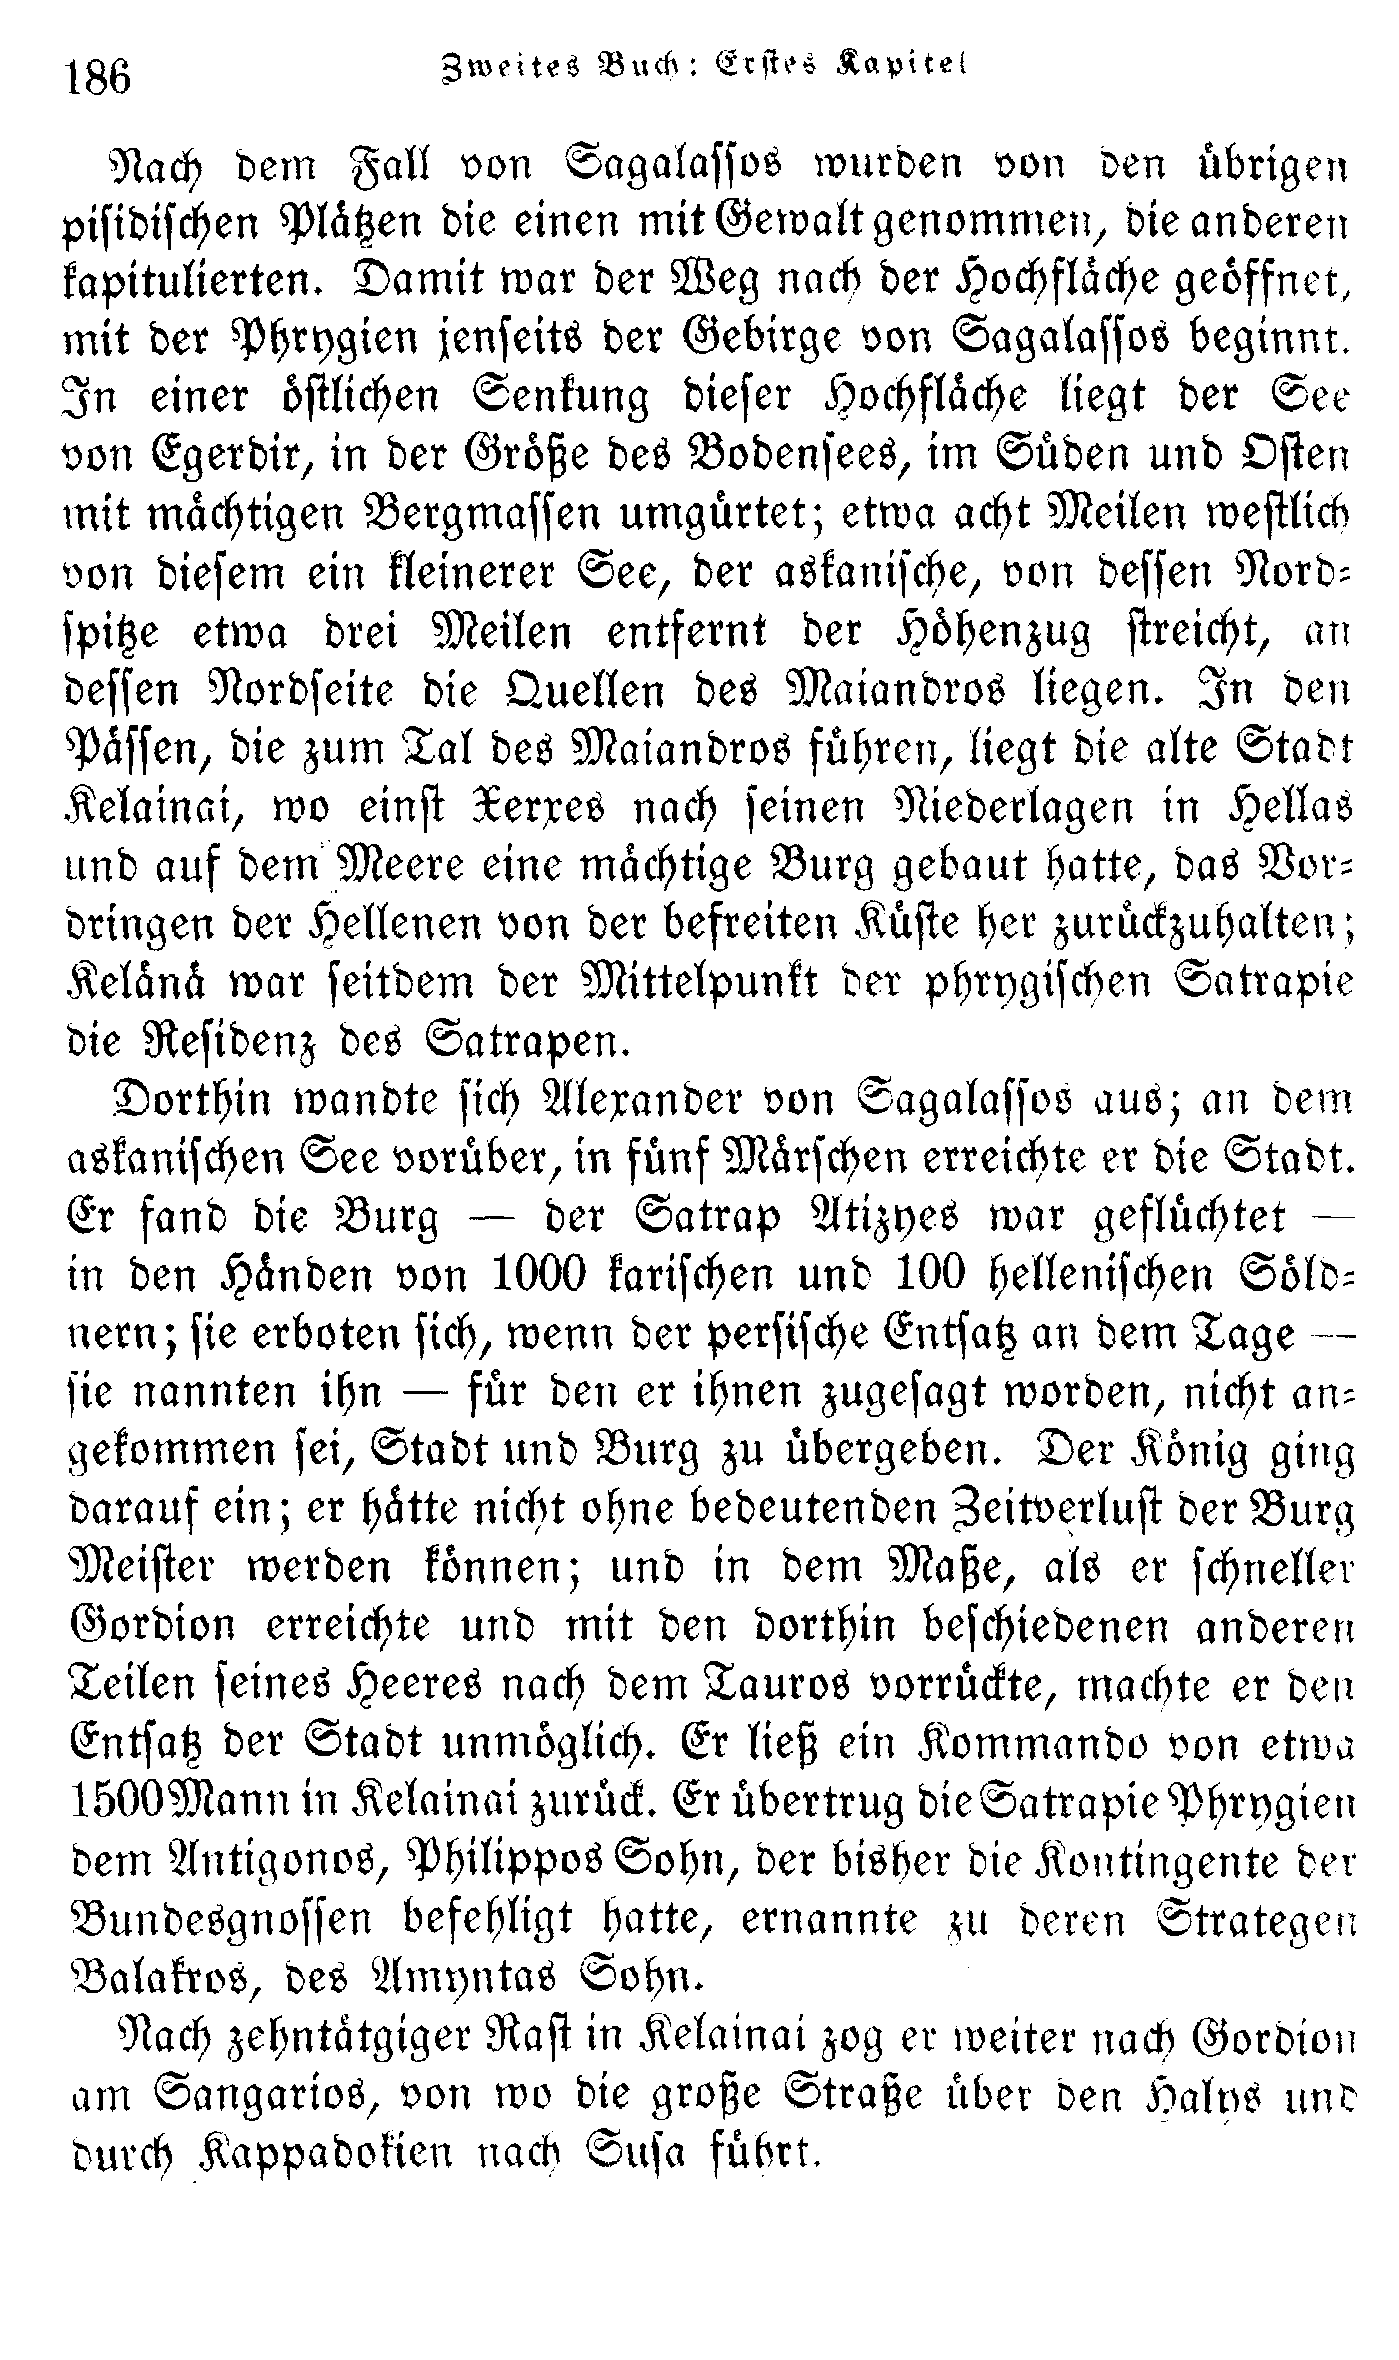 186
Zweites Buch: Erstes Kapitel
Nach dem Fall von Sagalassos wurden von den übrigen
pisidischen Plätzen die einen mit Gewalt genommen, die anderen
kapitulierten. Damit war der Weg nach der Hochfläche geöffnet,
mit der Phrygien jenseits der Gebirge von Sagalassos beginnt.
In einer östlichen Senkung dieser Hochfläche liegt der See
von Egerdir, in der Größe des Bodensees, im Süden und Osten
mit mächtigen Bergmassen umgürtet; etwa acht Meilen westlich
von diesem ein kleinerer See, der askanische, von dessen Nord-
spitze etwa drei Meilen entfernt der Höhenzug streicht, an
dessen Nordseite die Quellen des Maiandros liegen. In den
Pässen, die zum Tal des Maiandros führen, liegt die alte Stadt
Kelainai, wo einst Xerxes nach seinen Niederlagen in Hellas
und auf dem Meere eine mächtige Burg gebaut hatte, das Vor-
dringen der Hellenen von der befreiten Küste her zurückzuhalten;
Kelänä war seitdem der Mittelpunkt der phrygischen Satrapie
die Residenz des Satrapen.
Dorthin wandte sich Alexander von Sagalassos aus; an dem
askanischen See vorüber, in fünf Märschen erreichte er die Stadt.
Er fand die Burg — der Satrap Atizyes war geflüchtet —
in den Händen von 1000 karischen und 100 hellenischen Söld-
nern; sie erboten sich, wenn der persische Entsatz an dem Tage —
sie nannten ihn — für den er ihnen zugesagt worden, nicht an-
gekommen sei, Stadt und Burg zu übergeben. Der König ging
darauf ein; er hätte nicht ohne bedeutenden Zeitverlust der Burg
Meister werden können; und in dem Maße, als er schneller
Gordion erreichte und mit den dorthin beschiedenen anderen
Teilen seines Heeres nach dem Tauros vorrückte, machte er den
Entsatz der Stadt unmöglich. Er ließ ein Kommando von etwa
1500 Mann in Kelainai zurück. Er übertrug die Satrapie Phrygien
dem Antigonos, Philippos Sohn, der bisher die Kontingente der
Bundesgnossen befehligt hatte, ernannte zu deren Strategen
Balakros, des Amyntas Sohn.
Nach zehntätgiger Rast in Kelainai zog er weiter nach Gordion
am Sangarios, von wo die große Straße über den Halys und
durch Kappadokien nach Susa führt.